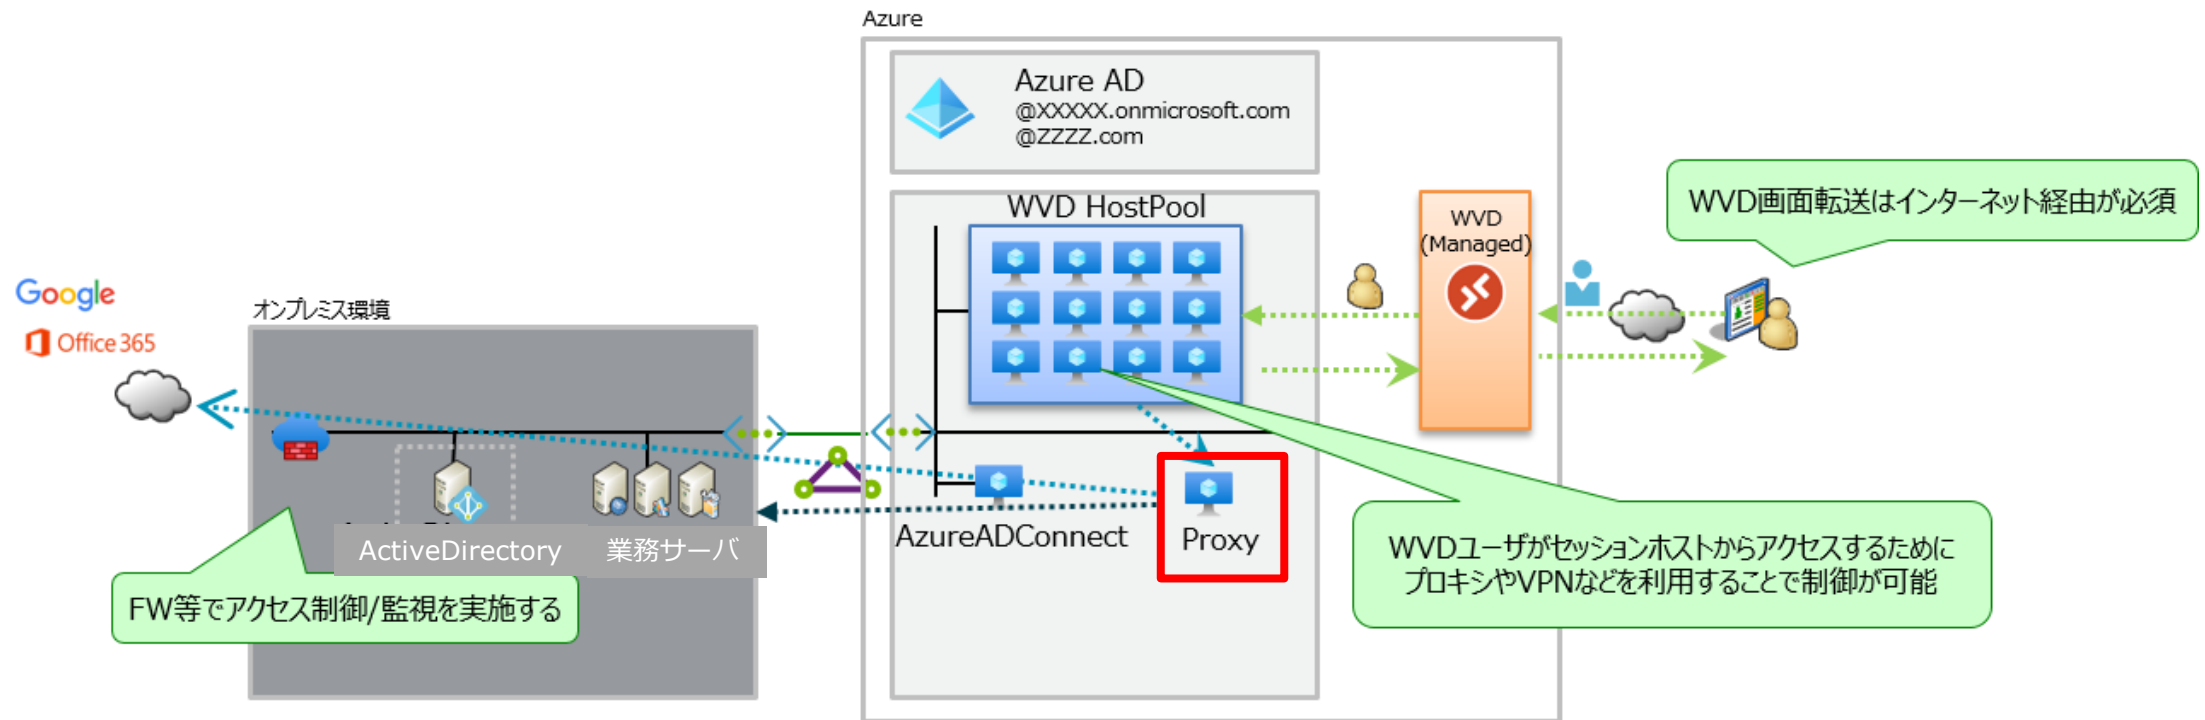 Azure
Azure AD
@XXXXX.onmicrosoft.com
@ZZZZ.com
WVD HostPool
WVD
(Managed)
WVD画面転送はインターネット経由が必須
Google
Office 365
オンプレミス環境
ActiveDirectory
業務サーバ
AzureADConnect
Proxy
WVDユーザがセッションホストからアクセスするために
プロキシやVPNなどを利用することで制御が可能
FW等でアクセス制御/監視を実施する